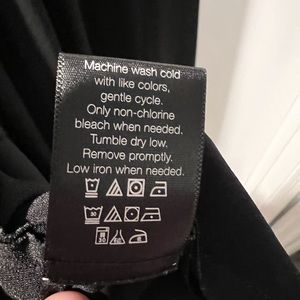 Machine wash cold
with like colors,
gentle cycle.
Only non-chlorine
bleach when needed.
Tumble dry low.
Remove promptly.
Low iron when needed.